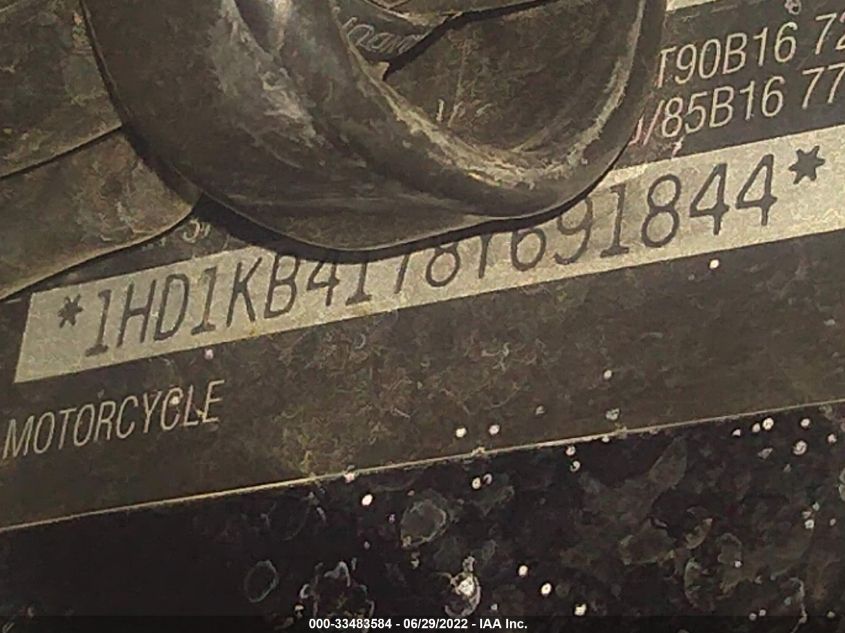 T90B16 72
/85B16 77
*1HD1KB4178Y691844*
MOTORCYCLE
000-33483584 - 06/29/2022 - IAA Inc.